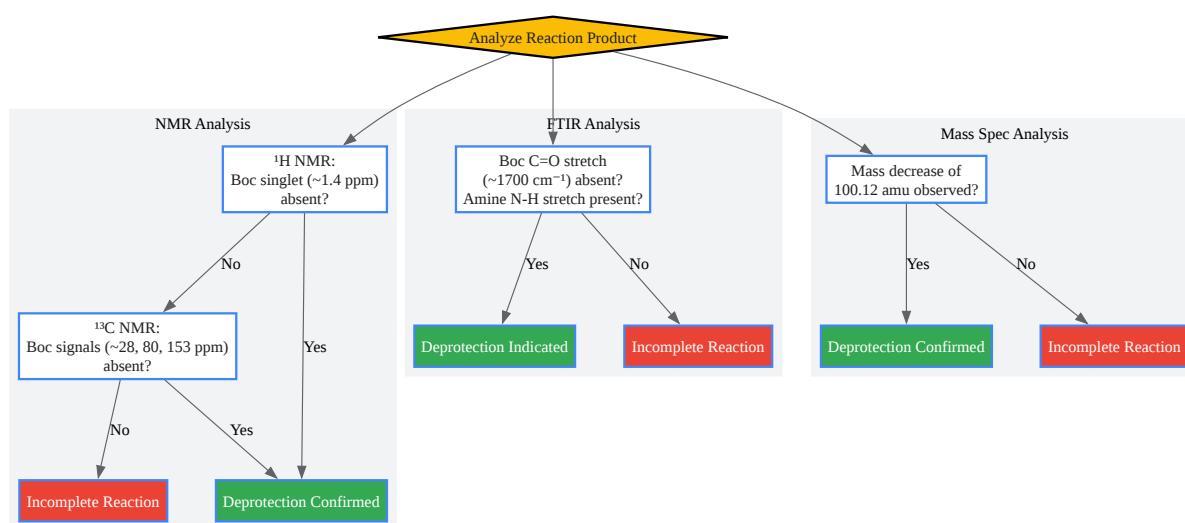 Analyze Reaction Product
NMR Analysis
¹H NMR:
Boc singlet (~1.4 ppm)
absent?
No
Yes
¹³C NMR:
Boc signals (~28, 80, 153 ppm)
absent?
No
Yes
Incomplete Reaction
Deprotection Confirmed
FTIR Analysis
Boc C=O stretch
(~1700 cm⁻¹) absent?
Amine N-H stretch present?
Yes
No
Deprotection Indicated
Incomplete Reaction
Mass Spec Analysis
Mass decrease of
100.12 amu observed?
Yes
No
Deprotection Confirmed
Incomplete Reaction